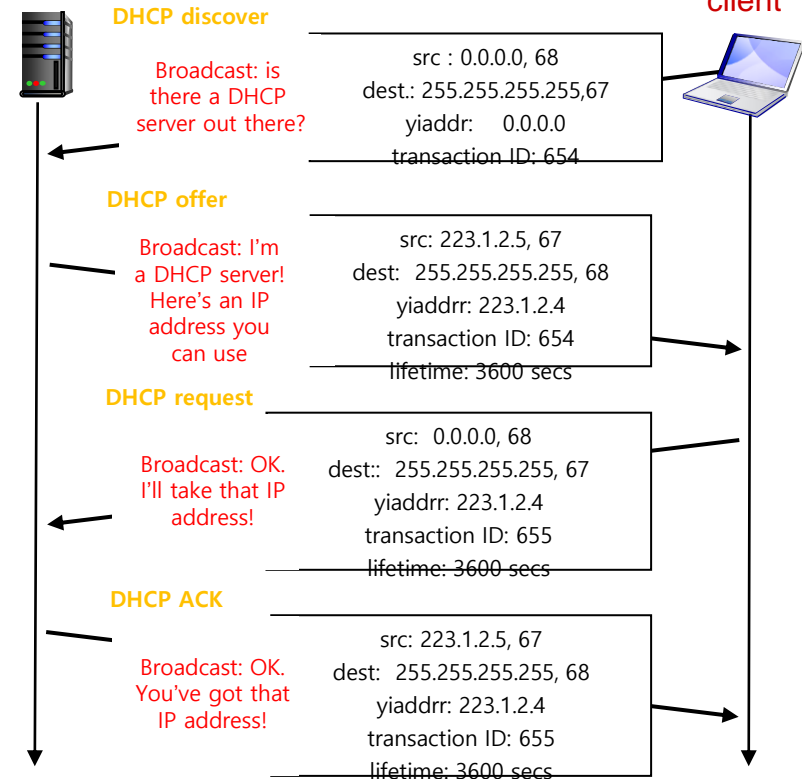 client
DHCP discover
Broadcast: is
there a DHCP
server out there?
src : 0.0.0.0, 68
dest.: 255.255.255.255,67
yiaddr: 0.0.0.0
transaction ID: 654
DHCP offer
Broadcast: I'm
a DHCP server!
Here's an IP
address you
can use
src: 223.1.2.5, 67
dest: 255.255.255.255, 68
yiaddrr: 223.1.2.4
transaction ID: 654
lifetime: 3600 secs
DHCP request
Broadcast: OK.
I'll take that IP
address!
src: 0.0.0.0, 68
dest:: 255.255.255.255, 67
yiaddrr: 223.1.2.4
transaction ID: 655
lifetime: 3600 secs
DHCP ACK
Broadcast: OK.
You've got that
IP address!
src: 223.1.2.5, 67
dest: 255.255.255.255, 68
yiaddrr: 223.1.2.4
transaction ID: 655
lifetime: 3600 secs